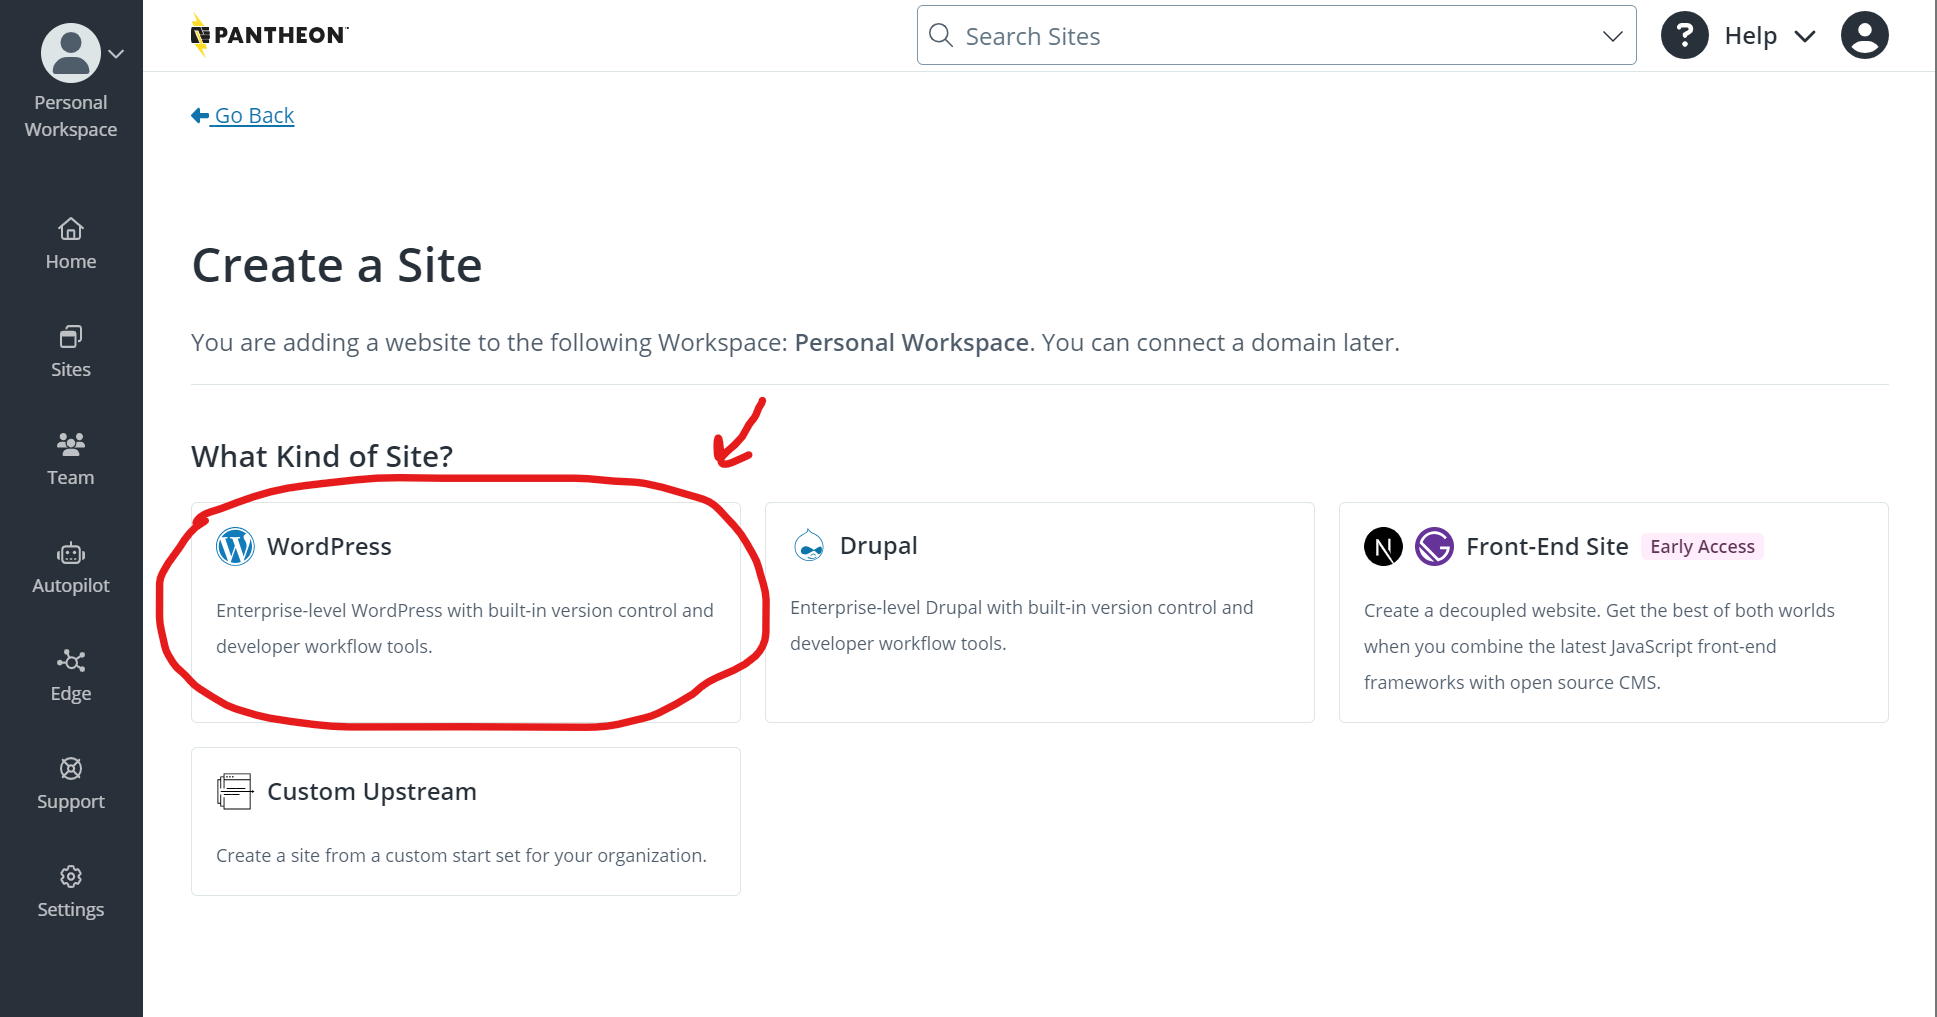 Personal
Workspace
Home
Sites
Team
Autopilot
Edge
Support
Settings
PANTHEON
Search Sites
? Help
Go Back
Create a Site
You are adding a website to the following Workspace: Personal Workspace. You can connect a domain later.
What Kind of Site?
WordPress
Enterprise-level WordPress with built-in version control and
developer workflow tools.
Drupal
Enterprise-level Drupal with built-in version control and
developer workflow tools.
Front-End Site Early Access
Create a decoupled website. Get the best of both worlds
when you combine the latest JavaScript front-end
frameworks with open source CMS.
Custom Upstream
Create a site from a custom start set for your organization.